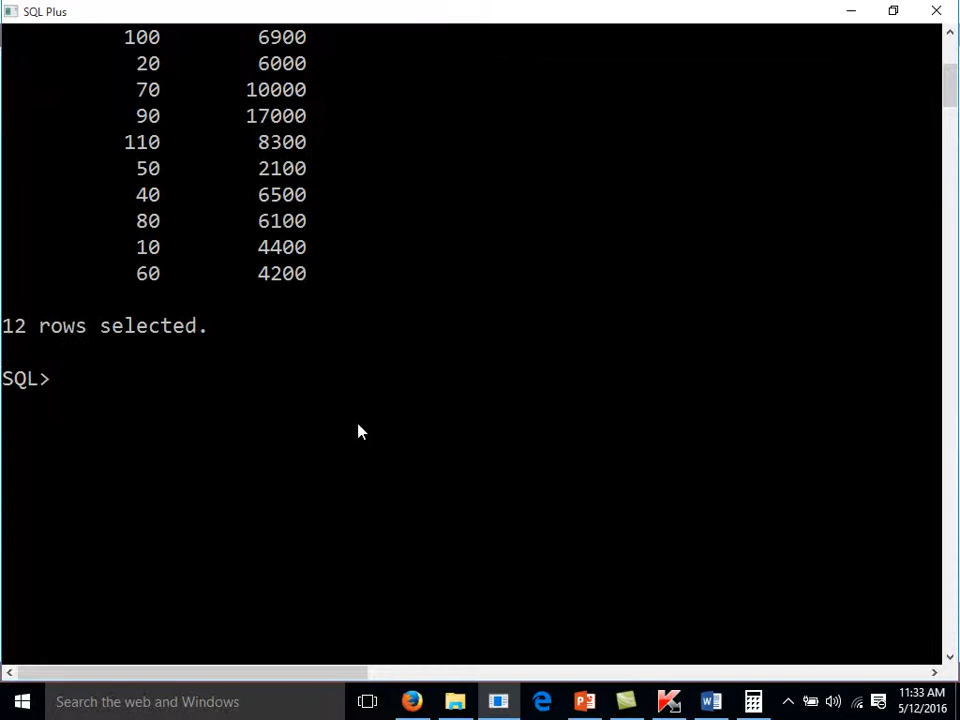 SQL Plus
100 6900
20 6000
70 10000
90 17000
110 8300
50 2100
40 6500
80 6100
10 4400
60 4200
12 rows selected.
SQL>
Search the web and Windows
11:33 AM
5/12/2016